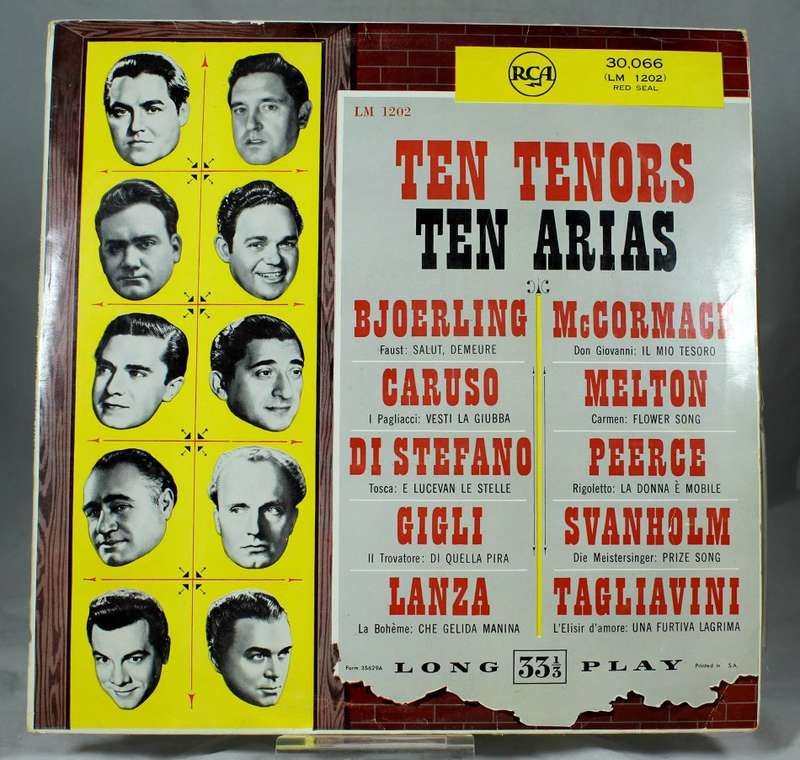 RCA
30,066
(LM 1202)
RED SEAL
LM 1202
TEN TENORS
TEN ARIAS
BJOERLING
Faust: SALUT, DEMEURE
CARUSO
I Pagliacci: VESTI LA GIUBBA
DI STEFANO
Tosca: E LUCEVAN LE STELLE
GIGLI
Il Trovatore: DI QUELLA PIRA
LANZA
La Bohème: CHE GELIDA MANINA
McCORMACK
Don Giovanni: IL MIO TESORO
MELTON
Carmen: FLOWER SONG
PEERCE
Rigoletto: LA DONNA È MOBILE
SVANHOLM
Die Meistersinger: PRIZE SONG
TAGLIAVINI
L'Elisir d'amore: UNA FURTIVA LAGRIMA
Form 35629A
LONG 33⅓ PLAY
Printed in S.A.